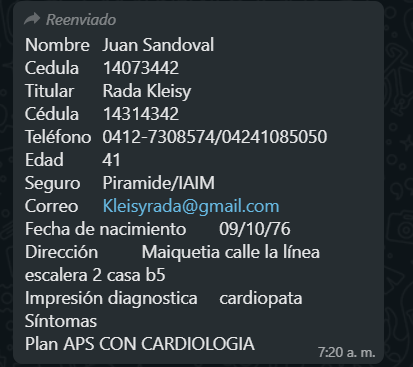 Reenviado
Nombre Juan Sandoval
Cedula 14073442
Titular Rada Kleisy
Cédula 14314342
Teléfono 0412-7308574/04241085050
Edad 41
Seguro Piramide/IAIM
Correo Kleisyrada@gmail.com
Fecha de nacimiento 09/10/76
Dirección Maiquetia calle la línea
escalera 2 casa b5
Impresión diagnostica cardiopata
Síntomas
Plan APS CON CARDIOLOGIA
7:20 a. m.